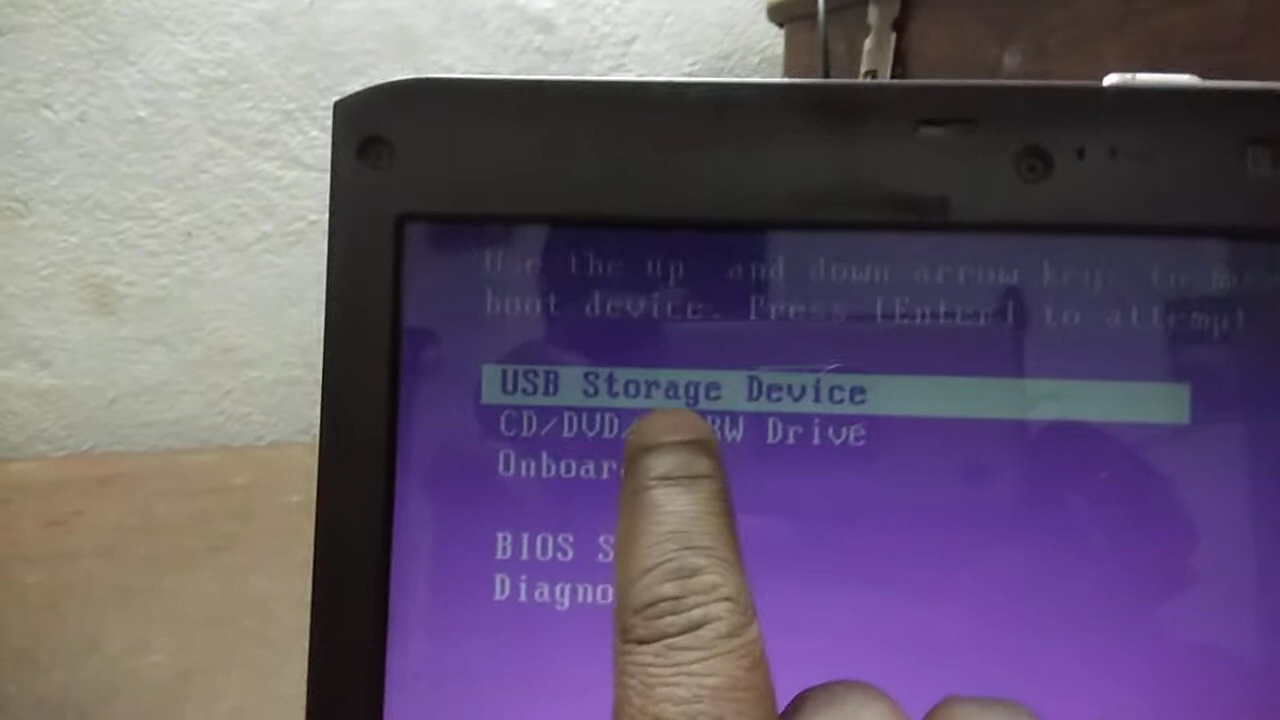 Use the up and down arrow keys to
boot device. Press [Enter] to attempt
USB Storage Device
CD/DVD/ RW Drive
Onboar
BIOS S
Diagno